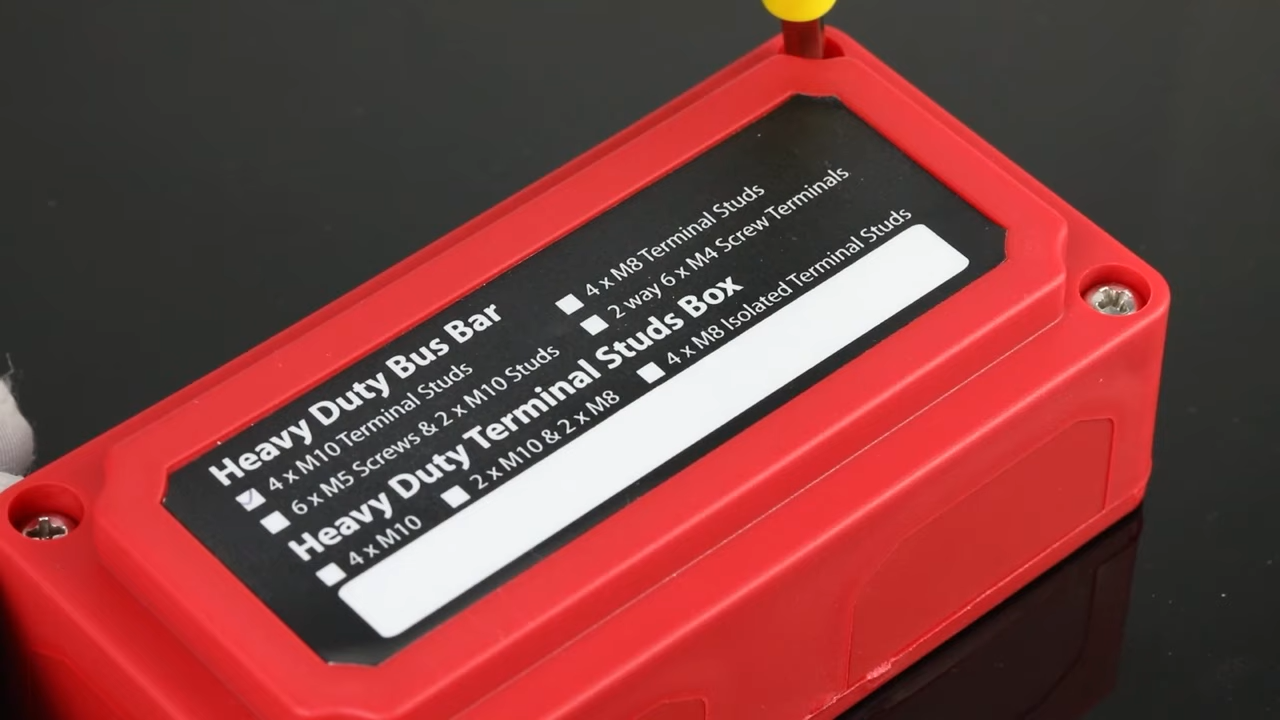 Heavy Duty Bus Bar
4 x M10 Terminal Studs
4 x M8 Terminal Studs
6 x M5 Screws & 2 x M10 Studs
2 way 6 x M4 Screw Terminals
Heavy Duty Terminal Studs Box
4 x M10
2 x M10 & 2 x M8
4 x M8 Isolated Terminal Studs